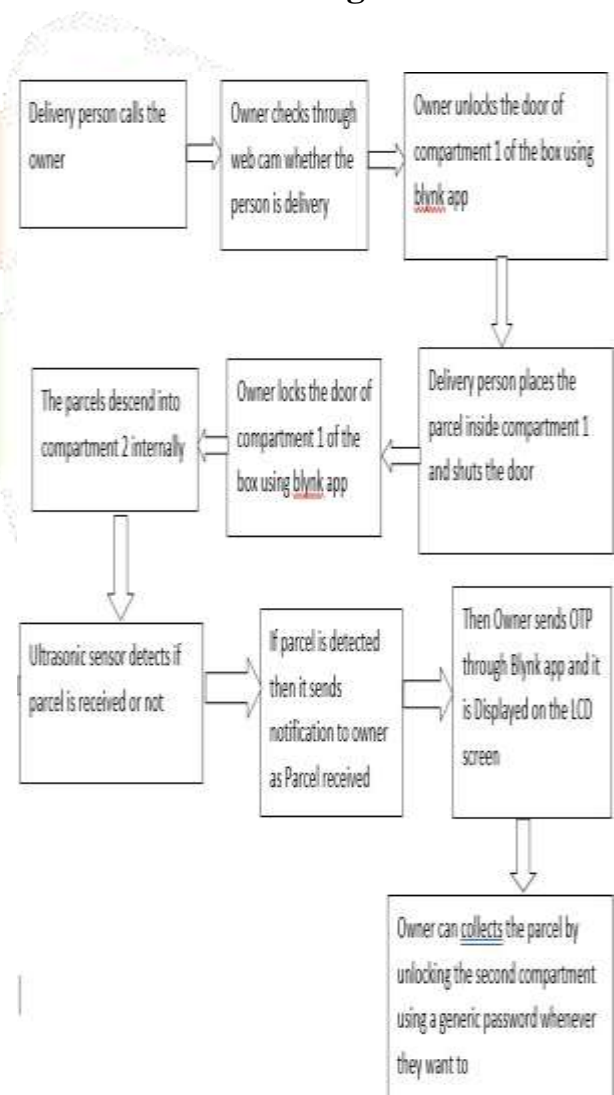 g
Delivery person calls the
owner
Owner checks through
web cam whether the
person is delivery
Owner unlocks the door of
compartment 1 of the box using
blynk app
Delivery person places the
parcel inside compartment 1
and shuts the door
Owner locks the door of
compartment 1 of the
box using blynk app
The parcels descend into
compartment 2 internally
Ultrasonic sensor detects if
parcel is received or not
If parcel is detected
then it sends
notification to owner
as Parcel received
Then Owner sends OTP
through Blynk app and it
is Displayed on the LCD
screen
Owner can collects the parcel by
unlocking the second compartment
using a generic password whenever
they want to